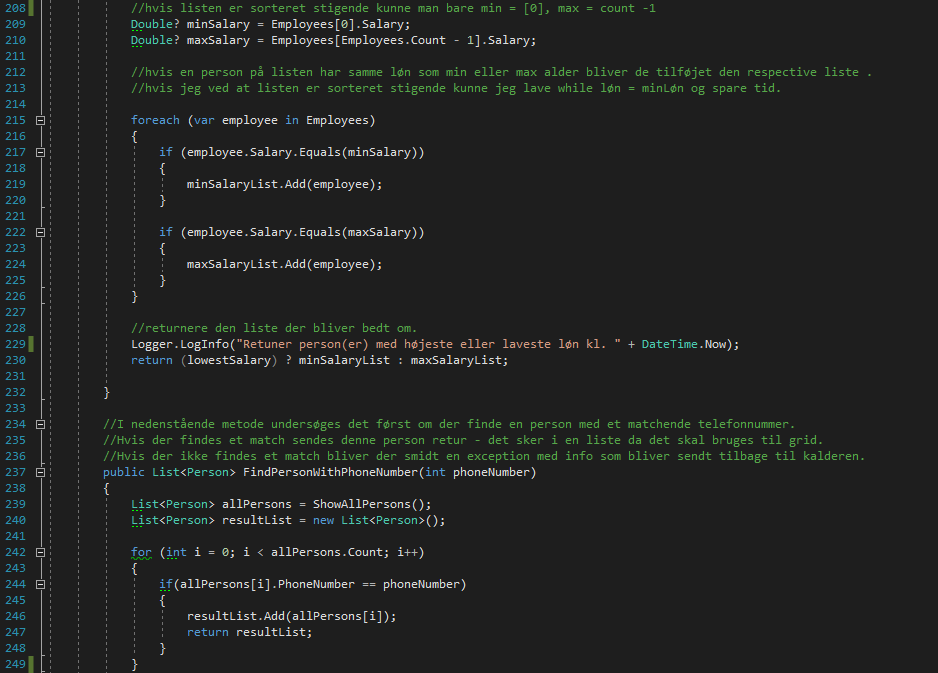 208 //hvis listen er sorteret stigende kunne man bare min = [0], max = count -1
209 Double? minSalary = Employees[0].Salary;
210 Double? maxSalary = Employees[Employees.Count - 1].Salary;
211
212 //hvis en person på listen har samme løn som min eller max alder bliver de tilføjet den respective liste .
213 //hvis jeg ved at listen er sorteret stigende kunne jeg lave while løn = minLøn og spare tid.
214
215 foreach (var employee in Employees)
216 {
217 if (employee.Salary.Equals(minSalary))
218 {
219 minSalaryList.Add(employee);
220 }
221
222 if (employee.Salary.Equals(maxSalary))
223 {
224 maxSalaryList.Add(employee);
225 }
226 }
227
228 //returnere den liste der bliver bedt om.
229 Logger.LogInfo("Retuner person(er) med højeste eller laveste løn kl. " + DateTime.Now);
230 return (lowestSalary) ? minSalaryList : maxSalaryList;
231
232 }
233
234 //I nedenstående metode undersøges det først om der finde en person med et matchende telefonnummer.
235 //Hvis der findes et match sendes denne person retur - det sker i en liste da det skal bruges til grid.
236 //Hvis der ikke findes et match bliver der smidt en exception med info som bliver sendt tilbage til kalderen.
237 public List<Person> FindPersonWithPhoneNumber(int phoneNumber)
238 {
239 List<Person> allPersons = ShowAllPersons();
240 List<Person> resultList = new List<Person>();
241
242 for (int i = 0; i < allPersons.Count; i++)
243 {
244 if(allPersons[i].PhoneNumber == phoneNumber)
245 {
246 resultList.Add(allPersons[i]);
247 return resultList;
248 }
249 }